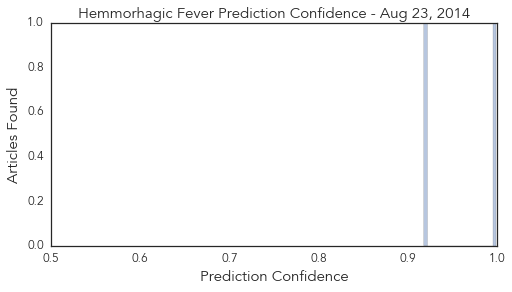 Hemmorhagic Fever Prediction Confidence - Aug 23, 2014
1.0
0.8
0.6
0.4
0.2
0.0
Articles Found
0.5 0.6 0.7 0.8 0.9 1.0
Prediction Confidence